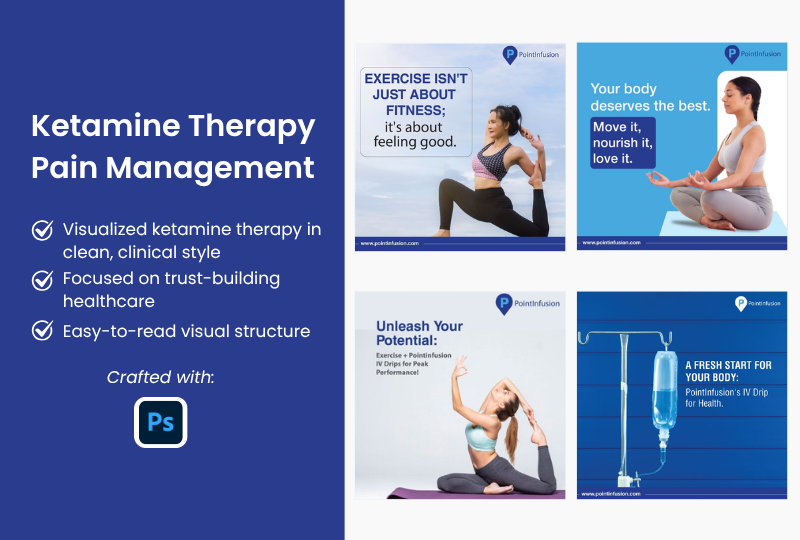 Ketamine Therapy
Pain Management
Visualized ketamine therapy in
clean, clinical style
Focused on trust-building
healthcare
Easy-to-read visual structure
Crafted with:
Ps
P PointInfusion
EXERCISE ISN'T
JUST ABOUT
FITNESS;
it's about
feeling good.
www.pointinfusion.com
P PointInfusion
Your body
deserves the best.
Move it,
nourish it,
love it.
www.pointinfusion.com
P PointInfusion
Unleash Your
Potential:
Exercise + PointInfusion
IV Drips for Peak
Performance!
P PointInfusion
A FRESH START FOR
YOUR BODY:
PointInfusion's IV Drip
for Health.
www.pointinfusion.com